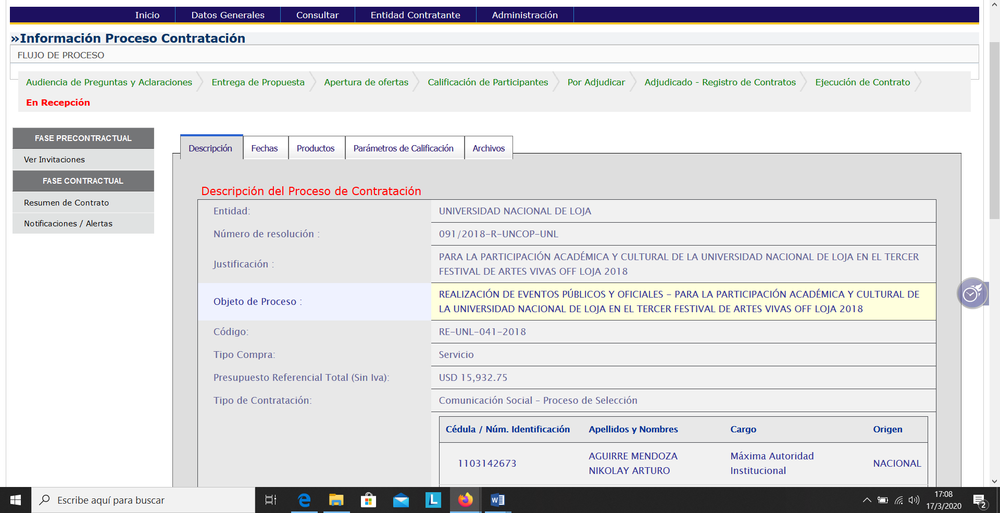 Inicio Datos Generales Consultar Entidad Contratante Administración
»Información Proceso Contratación
FLUJO DE PROCESO
Audiencia de Preguntas y Aclaraciones Entrega de Propuesta Apertura de ofertas Calificación de Participantes Por Adjudicar Adjudicado - Registro de Contratos Ejecución de Contrato
En Recepción
FASE PRECONTRACTUAL
Ver Invitaciones
FASE CONTRACTUAL
Resumen de Contrato
Notificaciones / Alertas
Descripción Fechas Productos Parámetros de Calificación Archivos
Descripción del Proceso de Contratación
Entidad: UNIVERSIDAD NACIONAL DE LOJA
Número de resolución : 091/2018-R-UNCOP-UNL
Justificación : PARA LA PARTICIPACIÓN ACADÉMICA Y CULTURAL DE LA UNIVERSIDAD NACIONAL DE LOJA EN EL TERCER
FESTIVAL DE ARTES VIVAS OFF LOJA 2018
Objeto de Proceso : REALIZACIÓN DE EVENTOS PÚBLICOS Y OFICIALES - PARA LA PARTICIPACIÓN ACADÉMICA Y CULTURAL DE
LA UNIVERSIDAD NACIONAL DE LOJA EN EL TERCER FESTIVAL DE ARTES VIVAS OFF LOJA 2018
Código: RE-UNL-041-2018
Tipo Compra: Servicio
Presupuesto Referencial Total (Sin Iva): USD 15,932.75
Tipo de Contratación: Comunicación Social - Proceso de Selección
Cédula / Núm. Identificación Apellidos y Nombres Cargo Origen
1103142673 AGUIRRE MENDOZA NIKOLAY ARTURO Máxima Autoridad Institucional NACIONAL
Escribe aquí para buscar
L
W
17:08
17/3/2020
2